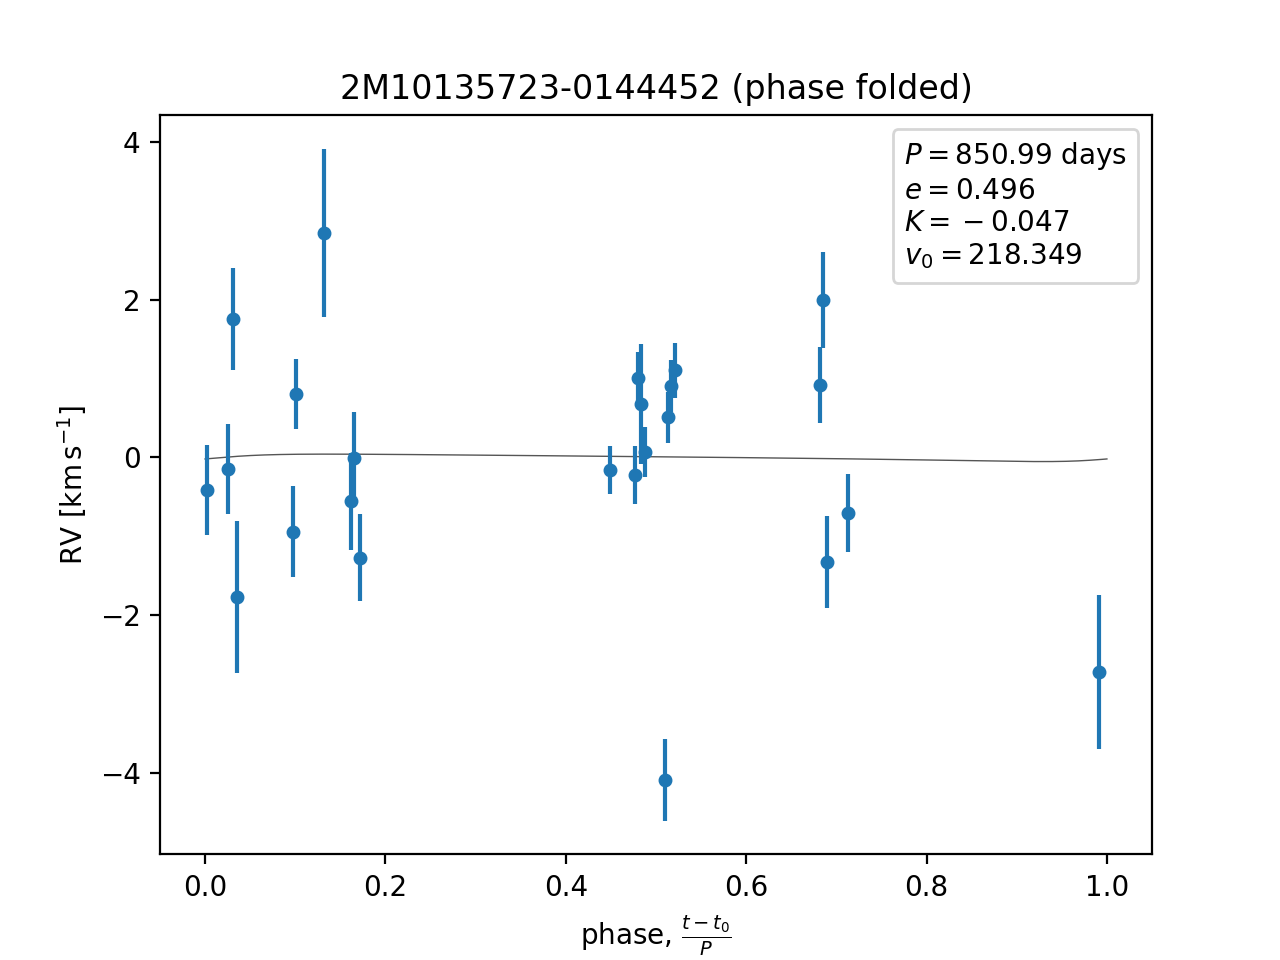 2M10135723-0144452 (phase folded)
P = 850.99 days
e = 0.496
K = −0.047
v₀ = 218.349
4
2
0
−2
−4
RV [km s⁻¹]
0.0 0.2 0.4 0.6 0.8 1.0
phase, (t − t₀)/P